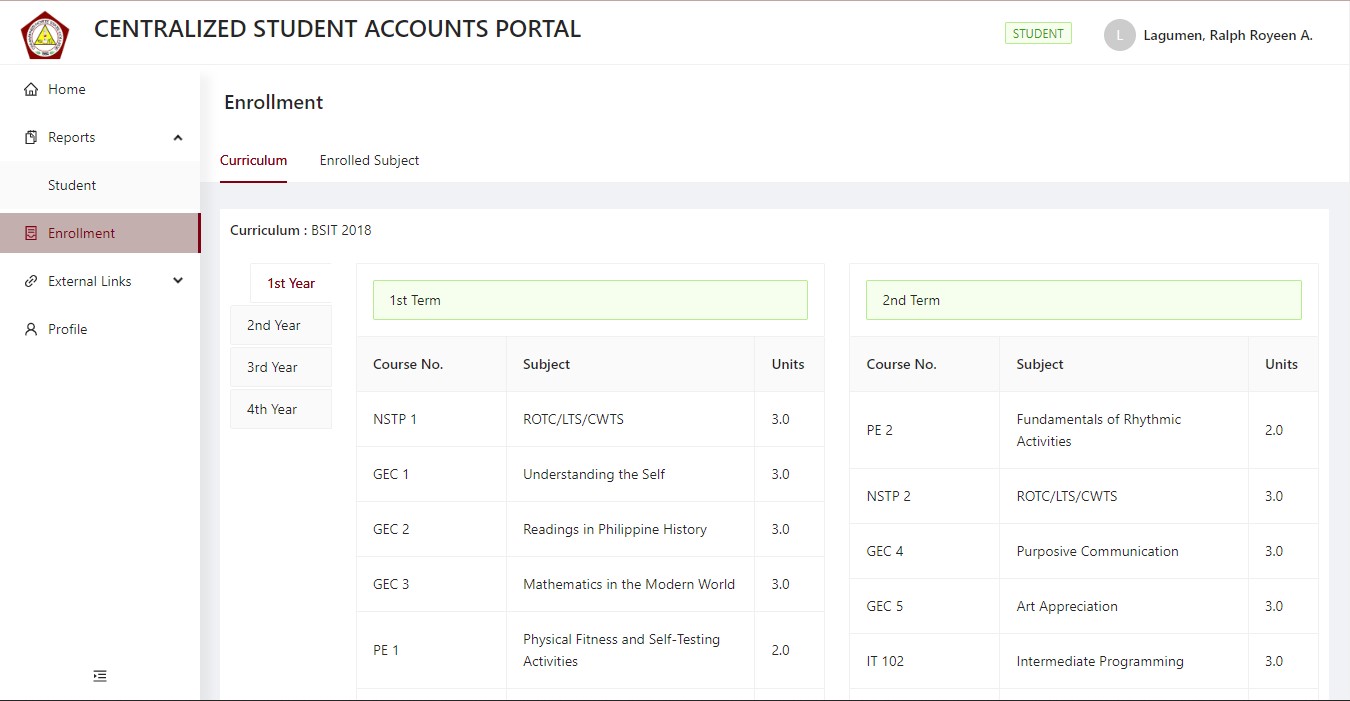 CENTRALIZED STUDENT ACCOUNTS PORTAL
STUDENT
L
Lagumen, Ralph Royeen A.
Home
Reports
Student
Enrollment
External Links
Profile
Enrollment
Curriculum
Enrolled Subject
Curriculum : BSIT 2018
1st Year
2nd Year
3rd Year
4th Year
1st Term
Course No. Subject Units
NSTP 1 ROTC/LTS/CWTS 3.0
GEC 1 Understanding the Self 3.0
GEC 2 Readings in Philippine History 3.0
GEC 3 Mathematics in the Modern World 3.0
PE 1 Physical Fitness and Self-Testing 2.0
Activities
2nd Term
Course No. Subject Units
PE 2 Fundamentals of Rhythmic 2.0
Activities
NSTP 2 ROTC/LTS/CWTS 3.0
GEC 4 Purposive Communication 3.0
GEC 5 Art Appreciation 3.0
IT 102 Intermediate Programming 3.0